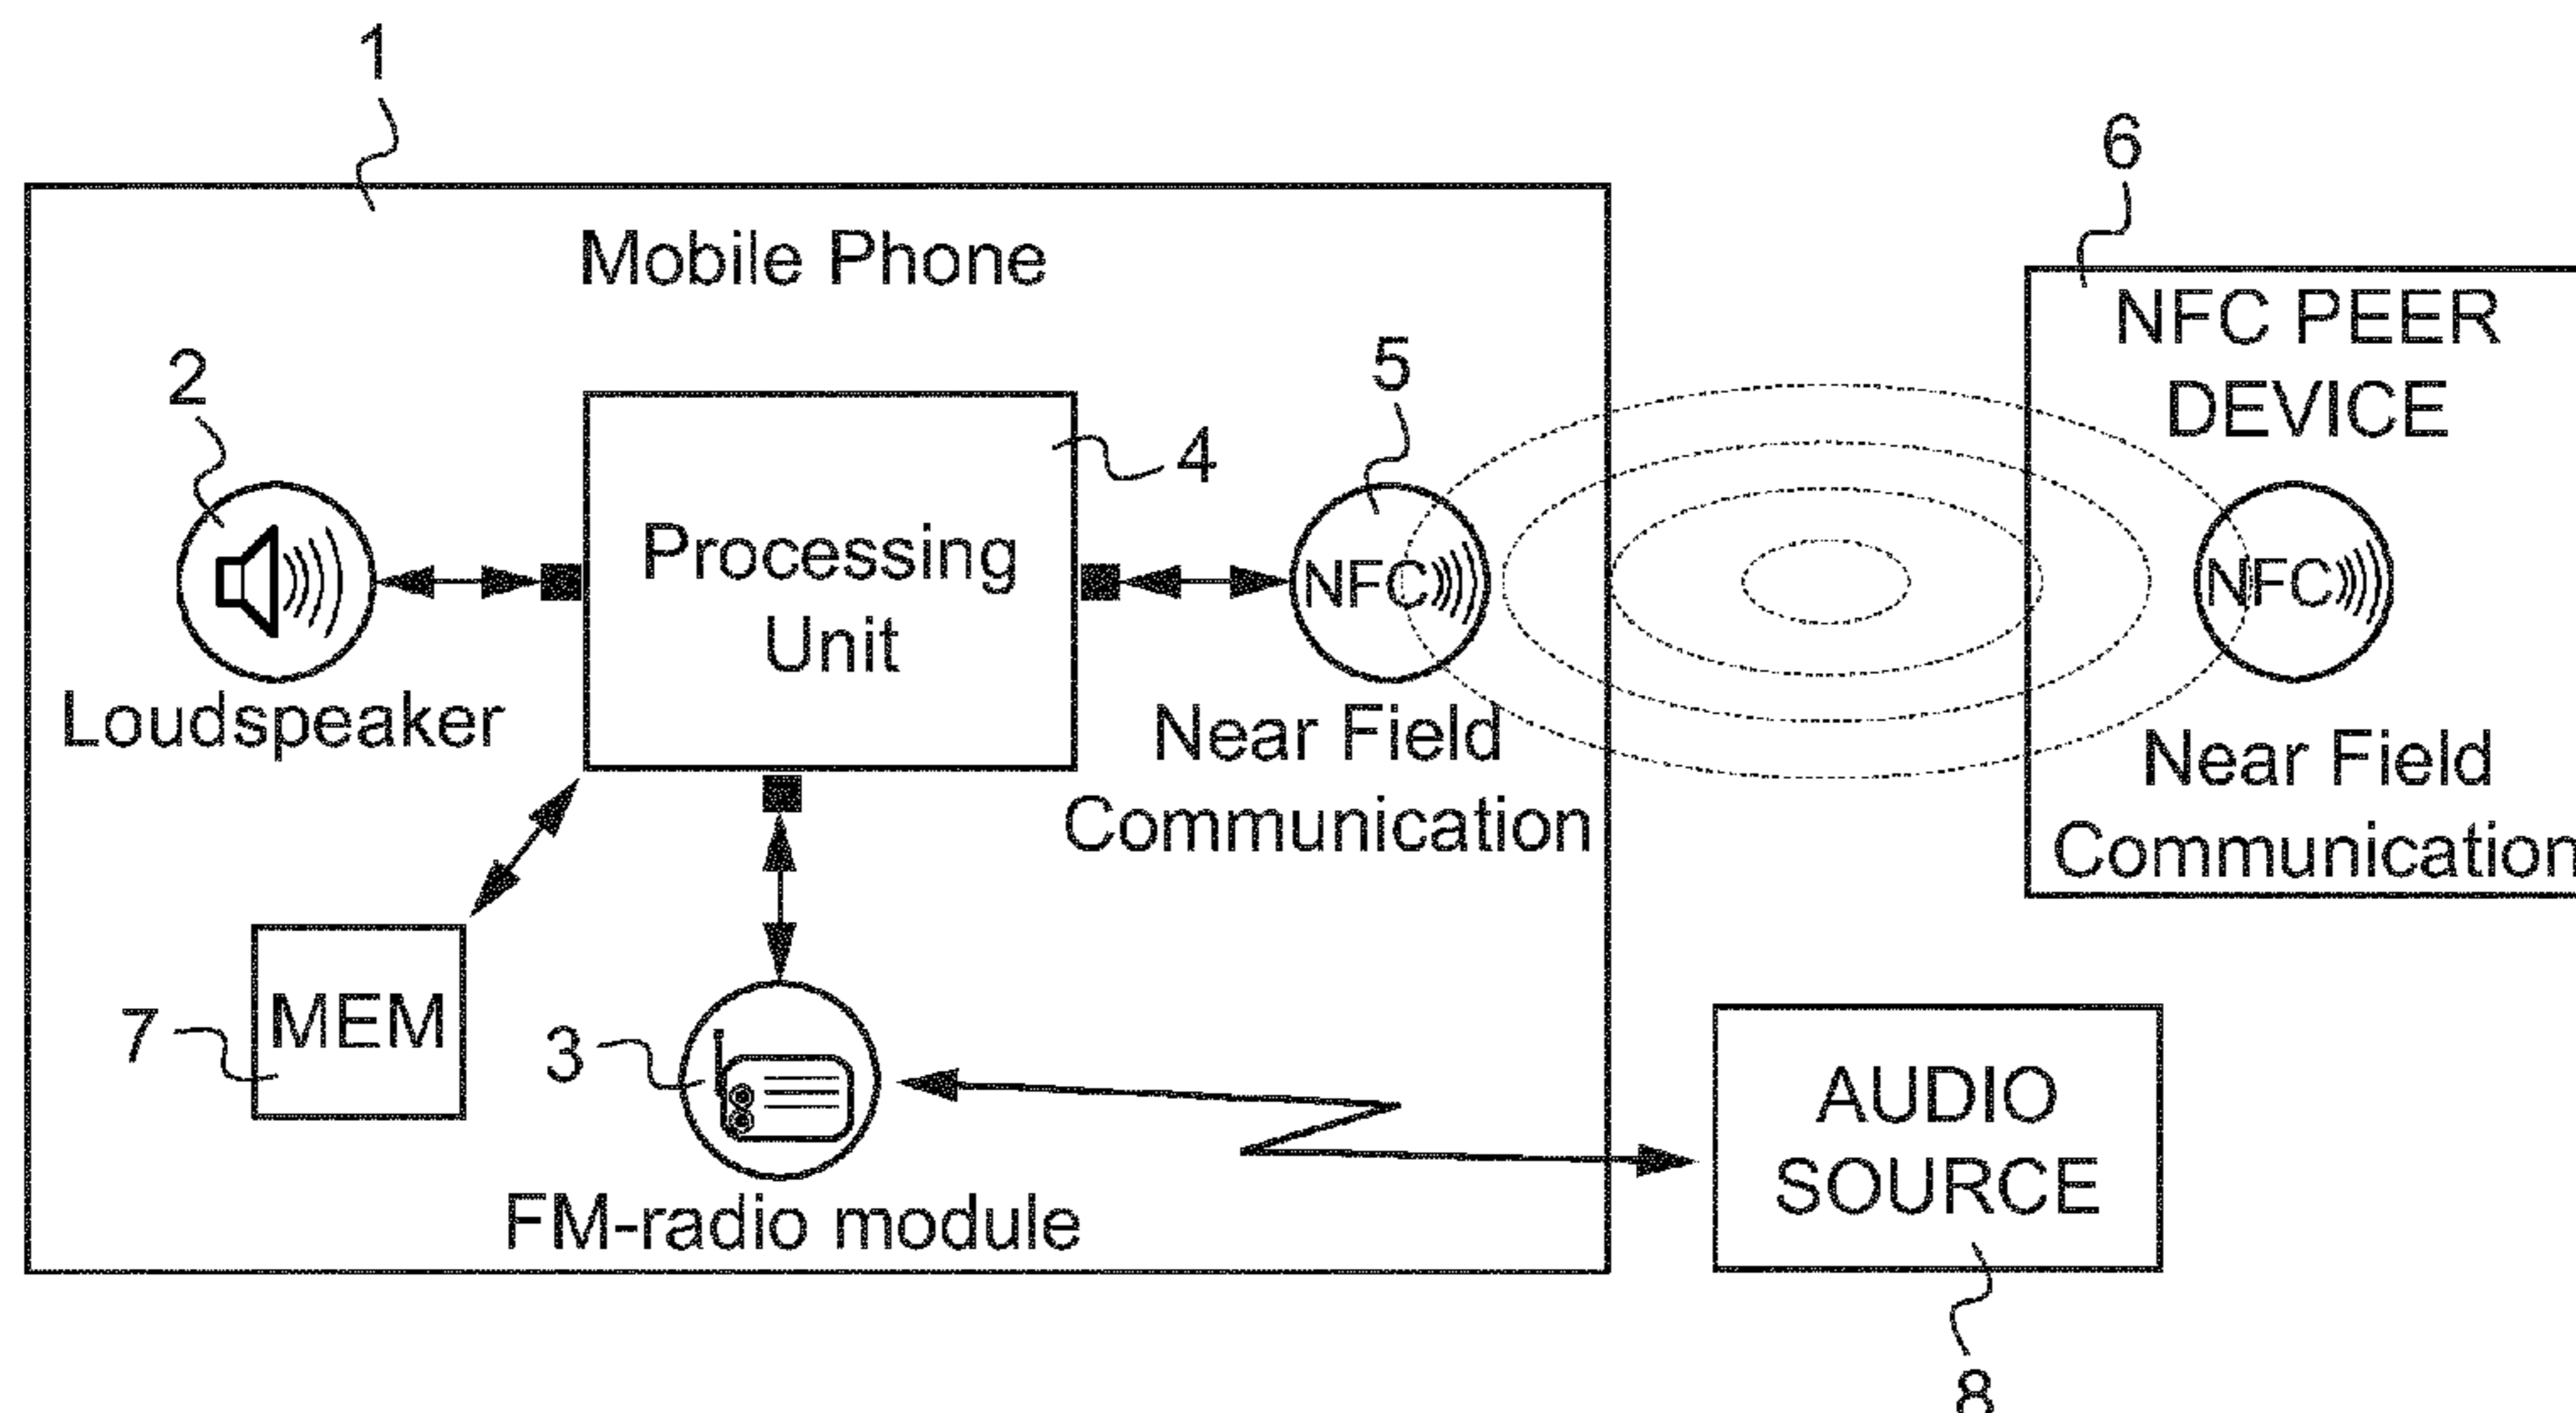 1
6
Mobile Phone
NFC PEER
DEVICE
2
5
4
Processing
Unit
NFC
NFC
Loudspeaker
Near Field
Communication
Near Field
Communication
MEM
7
3
AUDIO
SOURCE
FM-radio module
8